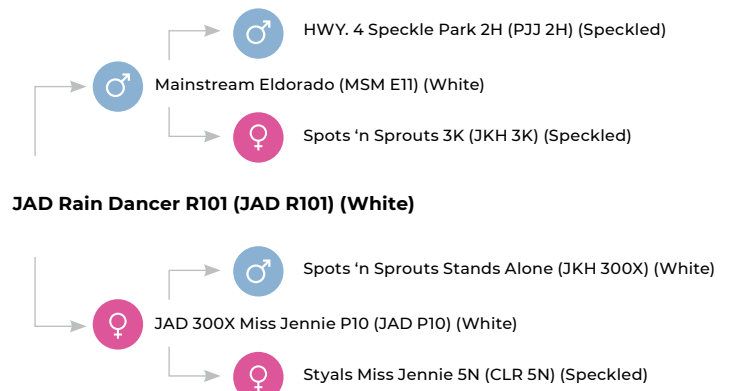 HWY. 4 Speckle Park 2H (PJJ 2H) (Speckled)
Mainstream Eldorado (MSM E11) (White)
Spots ‘n Sprouts 3K (JKH 3K) (Speckled)
JAD Rain Dancer R101 (JAD R101) (White)
Spots ‘n Sprouts Stands Alone (JKH 300X) (White)
JAD 300X Miss Jennie P10 (JAD P10) (White)
Styals Miss Jennie 5N (CLR 5N) (Speckled)